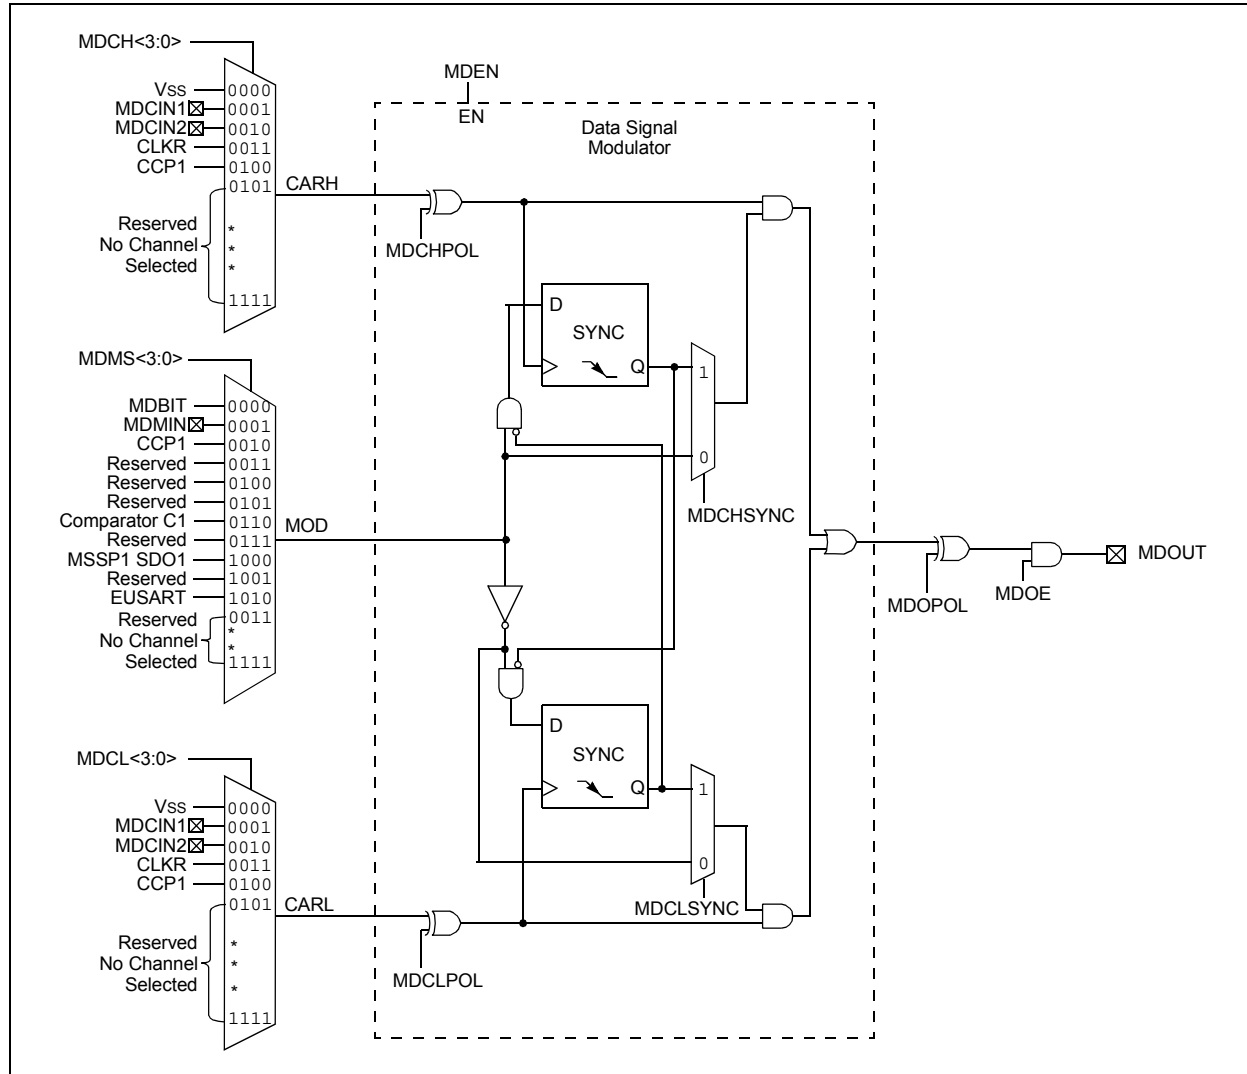 MDCH<3:0>
VSS 0000
MDCIN1 0001
MDCIN2 0010
CLKR 0011
CCP1 0100
0101
Reserved
No Channel
Selected
*
*
*
1111
CARH
MDCHPOL
MDEN
EN
Data Signal
Modulator
D
SYNC
Q
1
0
MDCHSYNC
MDMS<3:0>
MDBIT 0000
MDMIN 0001
CCP1 0010
Reserved 0011
Reserved 0100
Reserved 0101
Comparator C1 0110
Reserved 0111
MSSP1 SDO1 1000
Reserved 1001
EUSART 1010
0011
Reserved
No Channel
Selected
*
*
1111
MOD
MDOPOL
MDOE
MDOUT
D
SYNC
Q
1
0
MDCLSYNC
MDCL<3:0>
VSS 0000
MDCIN1 0001
MDCIN2 0010
CLKR 0011
CCP1 0100
0101
Reserved
No Channel
Selected
*
*
*
1111
CARL
MDCLPOL